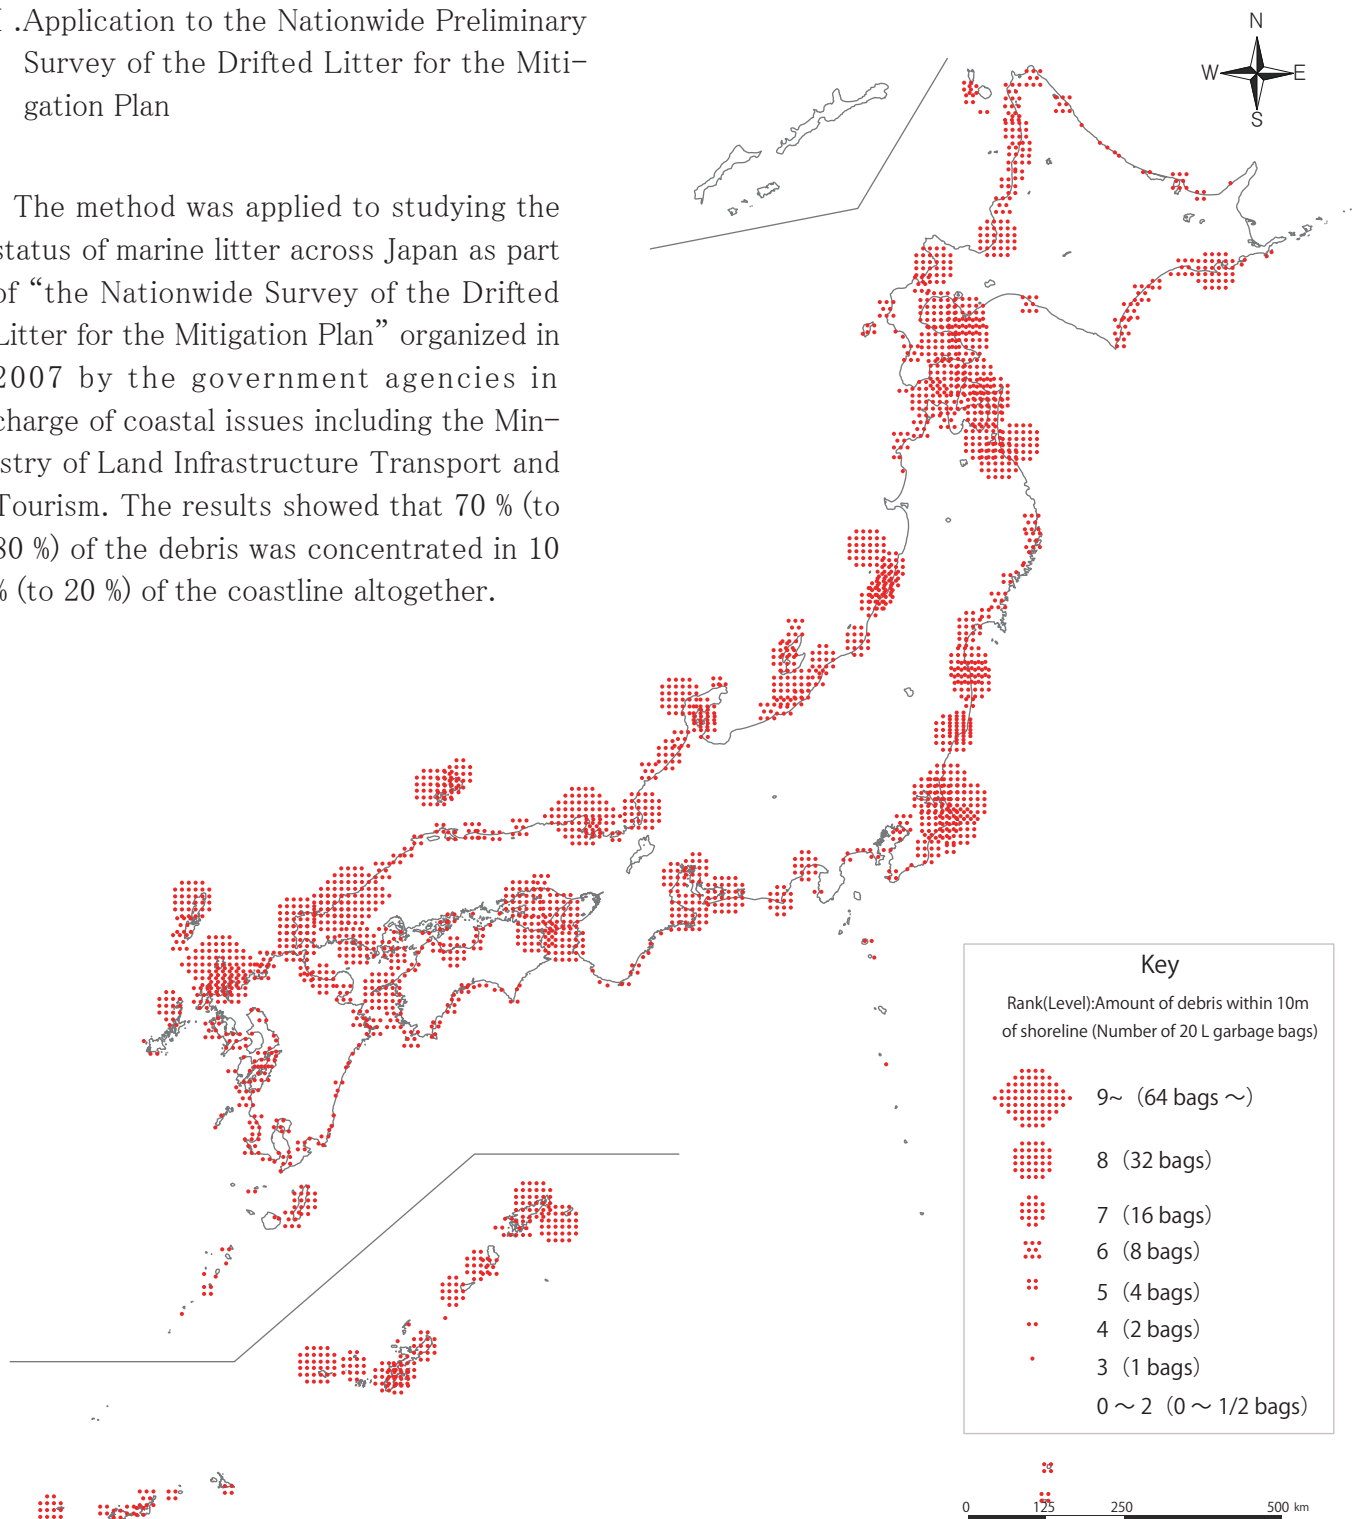 .Application to the Nationwide Preliminary
Survey of the Drifted Litter for the Miti-
gation Plan
The method was applied to studying the
status of marine litter across Japan as part
of “the Nationwide Survey of the Drifted
Litter for the Mitigation Plan” organized in
2007 by the government agencies in
charge of coastal issues including the Min-
istry of Land Infrastructure Transport and
Tourism. The results showed that 70 % (to
80 %) of the debris was concentrated in 10
% (to 20 %) of the coastline altogether.
N
W E
S
Key
Rank(Level):Amount of debris within 10m
of shoreline (Number of 20 L garbage bags)
9~ (64 bags ～)
8 (32 bags)
7 (16 bags)
6 (8 bags)
5 (4 bags)
4 (2 bags)
3 (1 bags)
0 ～ 2 (0 ～ 1/2 bags)
0 125 250 500 km